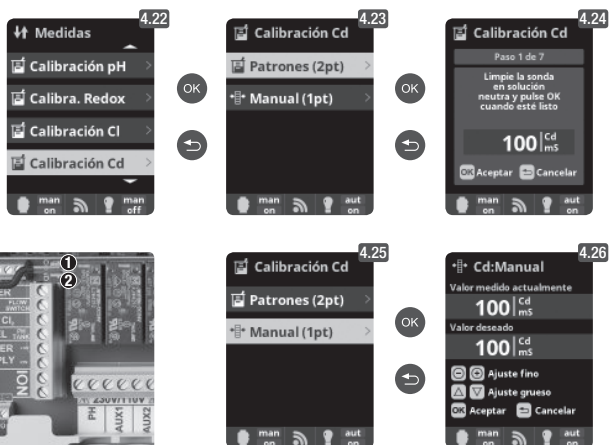 4.22
Medidas
Calibración pH
Calibra. Redox
Calibración Cl
Calibración Cd
man on
man off
OK
4.23
Calibración Cd
Patrones (2pt)
Manual (1pt)
man on
aut on
OK
4.24
Calibración Cd
Paso 1 de 7
Limpie la sonda
en solución
neutra y pulse OK
cuando esté listo
100 Cd mS
OK Aceptar Cancelar
man on
aut on
1
2
FLOW
SWITCH
230V/110V
PH
AUX1
AUX2
4.25
Calibración Cd
Patrones (2pt)
Manual (1pt)
man on
aut on
OK
4.26
Cd:Manual
Valor medido actualmente
100 Cd mS
Valor deseado
100 Cd mS
Ajuste fino
Ajuste grueso
OK Aceptar Cancelar
man on
aut on